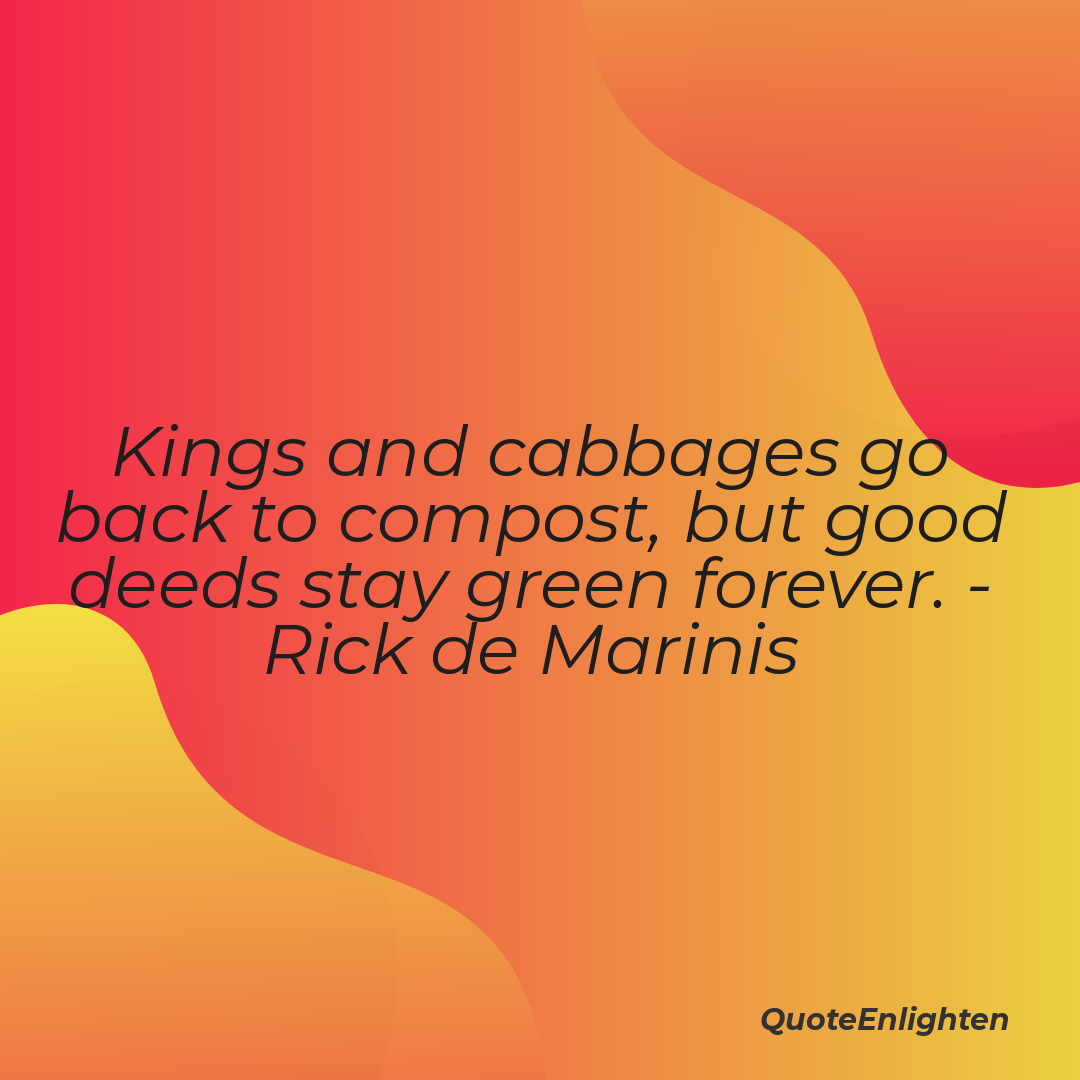 Kings and cabbages go
back to compost, but good
deeds stay green forever. -
Rick de Marinis
QuoteEnlighten